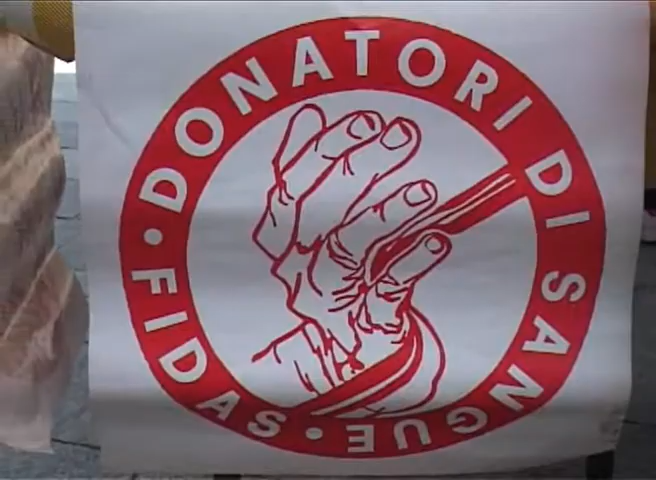 DONATORI DI SANGUE • FIDAS •